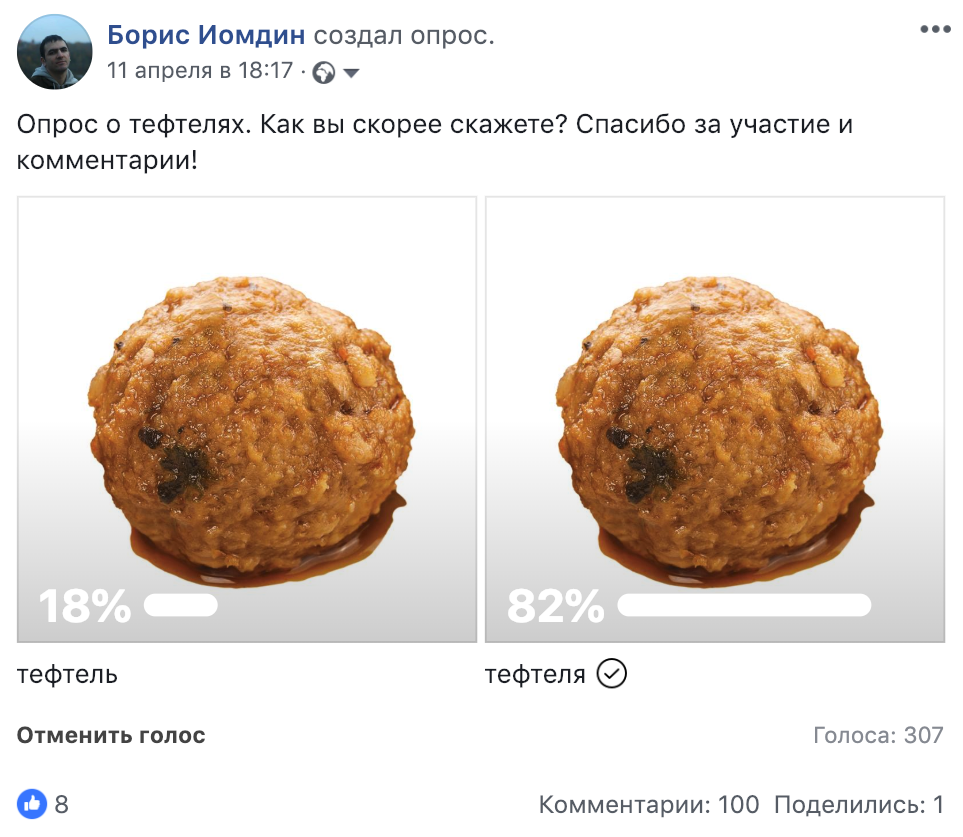 Борис Иомдин создал опрос.
11 апреля в 18:17 ·
Опрос о тефтелях. Как вы скорее скажете? Спасибо за участие и
комментарии!
18%
82%
тефтель
тефтеля
Отменить голос
Голоса: 307
8
Комментарии: 100 Поделились: 1